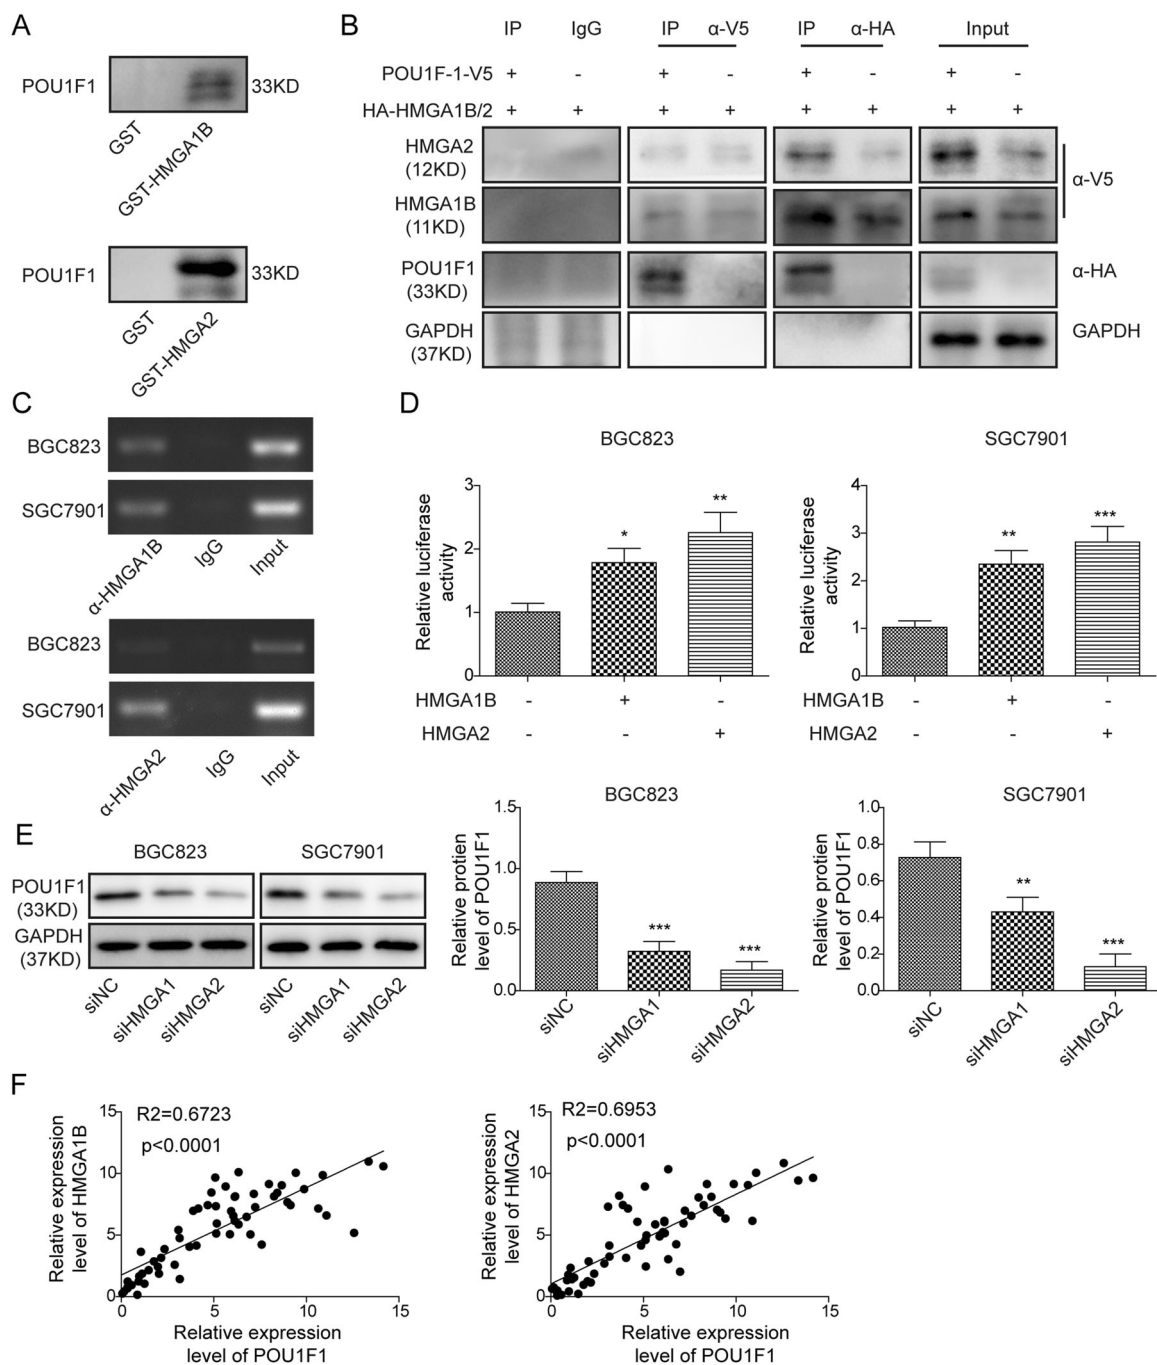 A
POU1F1
33KD
GST
GST-HMGA1B
POU1F1
33KD
GST
GST-HMGA2
B
IP IgG IP α-V5 IP α-HA Input
POU1F-1-V5 + - + - + - + -
HA-HMGA1B/2 + + + + + + + +
HMGA2
(12KD)
HMGA1B
(11KD)
α-V5
POU1F1
(33KD)
α-HA
GAPDH
(37KD)
GAPDH
C
BGC823
SGC7901
α-HMGA1B
IgG
Input
BGC823
SGC7901
α-HMGA2
IgG
Input
D
BGC823
Relative luciferase
activity
3
2
1
0
*
**
HMGA1B - + -
HMGA2 - - +
SGC7901
Relative luciferase
activity
4
3
2
1
0
**
***
HMGA1B - + -
HMGA2 - - +
E
BGC823 SGC7901
POU1F1
(33KD)
GAPDH
(37KD)
siNC
siHMGA1
siHMGA2
siNC
siHMGA1
siHMGA2
BGC823
Relative protien
level of POU1F1
1.5
1.0
0.5
0.0
***
***
siNC
siHMGA1
siHMGA2
SGC7901
Relative protien
level of POU1F1
1.0
0.8
0.6
0.4
0.2
0.0
**
***
siNC
siHMGA1
siHMGA2
F
R2=0.6723
p<0.0001
Relative expression
level of HMGA1B
15
10
5
0
0 5 10 15
Relative expression
level of POU1F1
R2=0.6953
p<0.0001
Relative expression
level of HMGA2
15
10
5
0
0 5 10 15
Relative expression
level of POU1F1